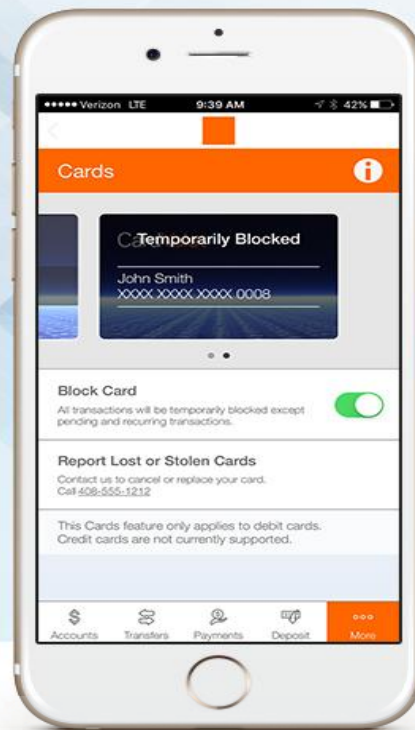 Verizon LTE 9:39 AM 42%
Cards
Temporarily Blocked
John Smith
XXXX XXXX XXXX 0008
Block Card
All transactions will be temporarily blocked except
pending and recurring transactions.
Report Lost or Stolen Cards
Contact us to cancel or replace your card.
Call 408-555-1212
This Cards feature only applies to debit cards.
Credit cards are not currently supported.
Accounts Transfers Payments Deposit More